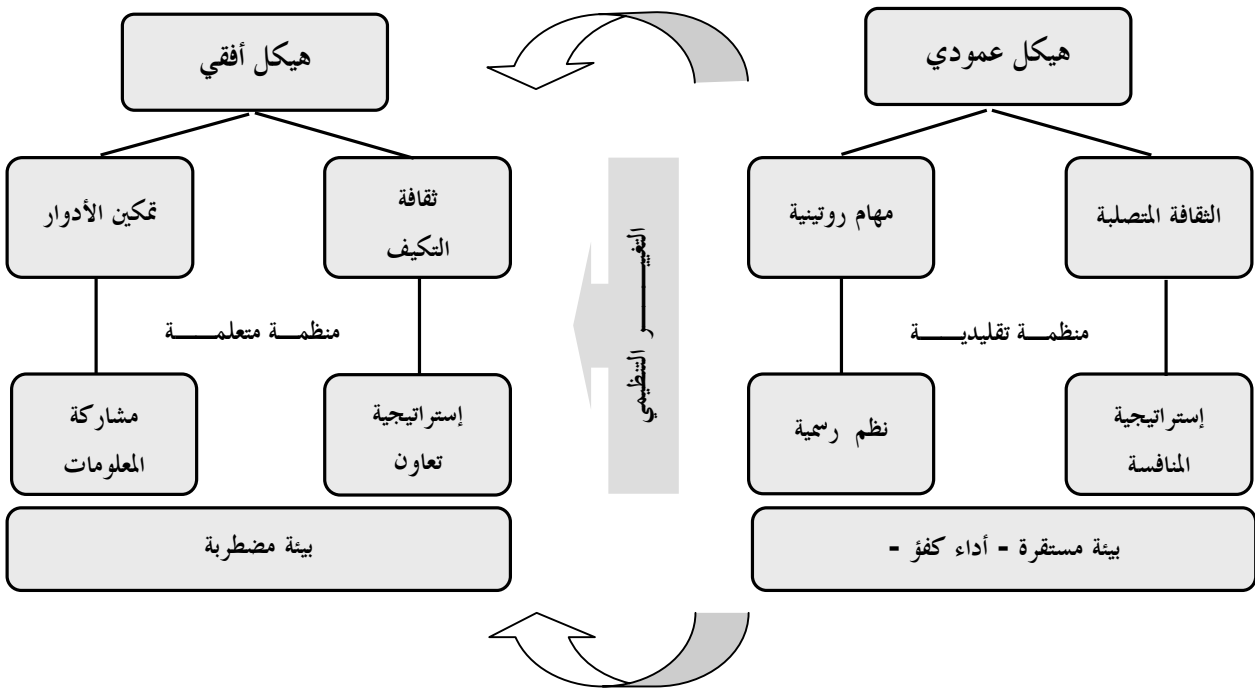 هيكل عمودي
الثقافة المتصلبة
مهام روتينية
منظمـــة تقليديـــــة
إستراتيجية
المنافسة
نظم رسمية
بيئة مستقرة - أداء كفؤ -
التغييـــــــر التنظيمي
هيكل أفقي
ثقافة
التكيف
تمكين الأدوار
منظمـــة متعلمـــــة
إستراتيجية
تعاون
مشاركة
المعلومات
بيئة مضطربة